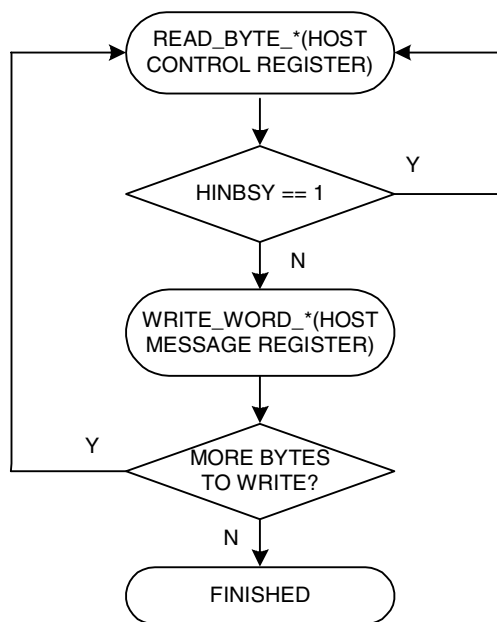 READ_BYTE_*(HOST
CONTROL REGISTER)
Y
HINBSY == 1
N
WRITE_WORD_*(HOST
MESSAGE REGISTER)
Y
MORE BYTES
TO WRITE?
N
FINISHED